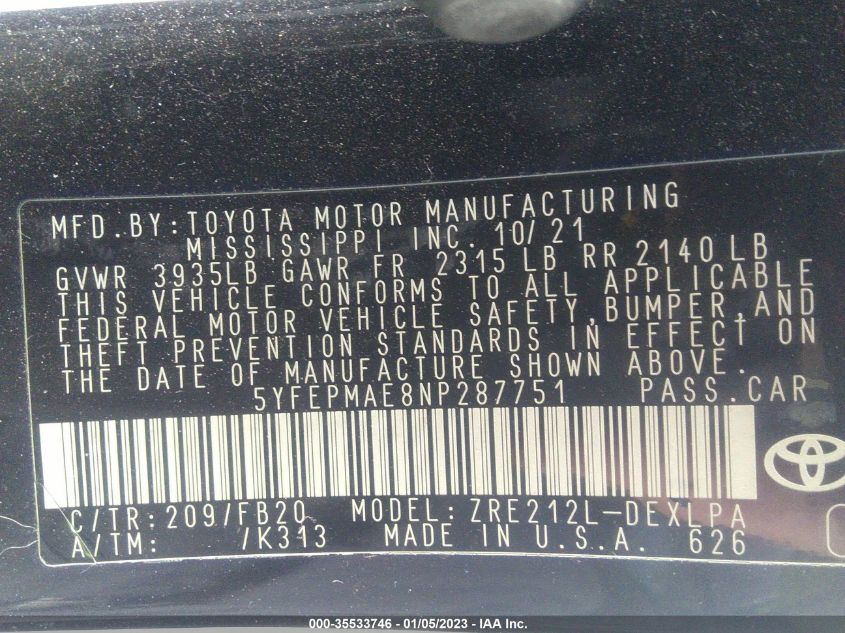 MFD.BY:TOYOTA MOTOR MANUFACTURING
MISSISSIPPI INC. 10/21
GVWR 3935LB GAWR FR 2315 LB RR 2140 LB
THIS VEHICLE CONFORMS TO ALL APPLICABLE
FEDERAL MOTOR VEHICLE SAFETY,BUMPER,AND
THEFT PREVENTION STANDARDS IN EFFECT ON
THE DATE OF MANUFACTURE SHOWN ABOVE.
5YFEPMAE8NP287751 PASS.CAR
C/TR:209/FB20 MODEL:ZRE212L-DEXLPA
A/TM: /K313 MADE IN U.S.A. 626
000-35533746 — 01/05/2023 — IAA Inc.